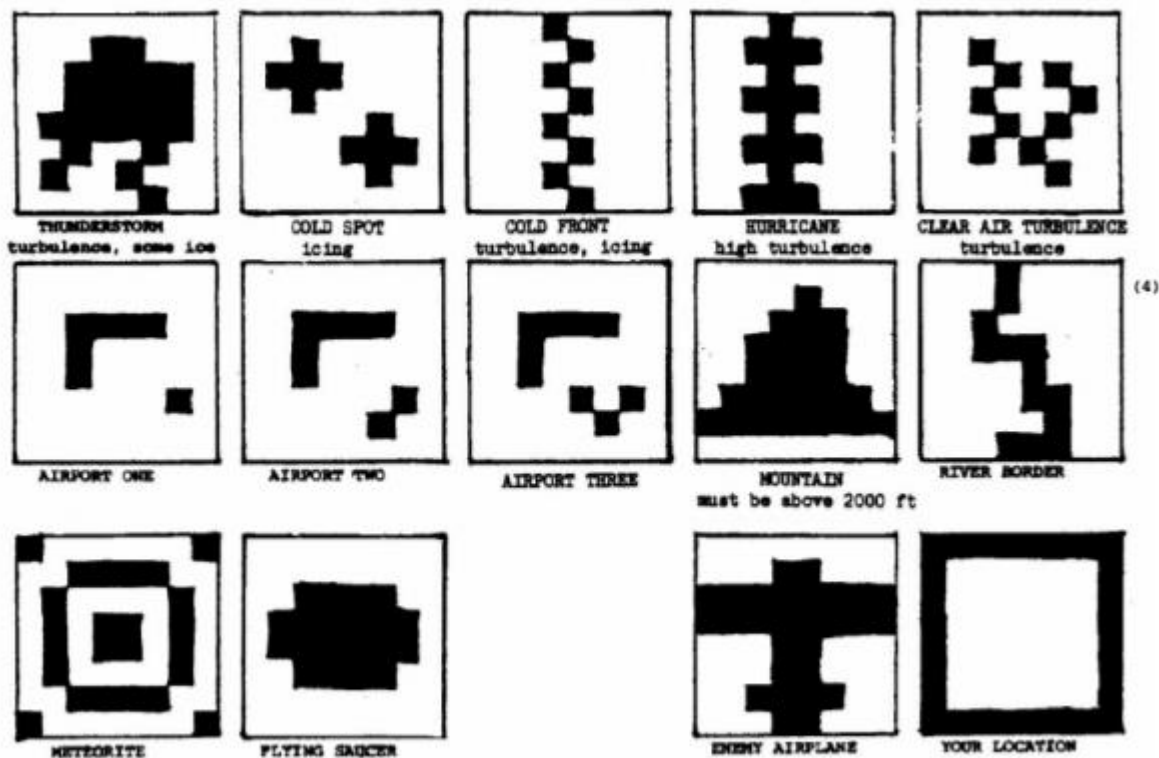 THUNDERSTORM
turbulence, some ice
COLD SPOT
icing
COLD FRONT
turbulence, icing
HURRICANE
high turbulence
CLEAR AIR TURBULENCE
turbulence
(4)
AIRPORT ONE
AIRPORT TWO
AIRPORT THREE
MOUNTAIN
must be above 2000 ft
RIVER BORDER
METEORITE
FLYING SAUCER
ENEMY AIRPLANE
YOUR LOCATION